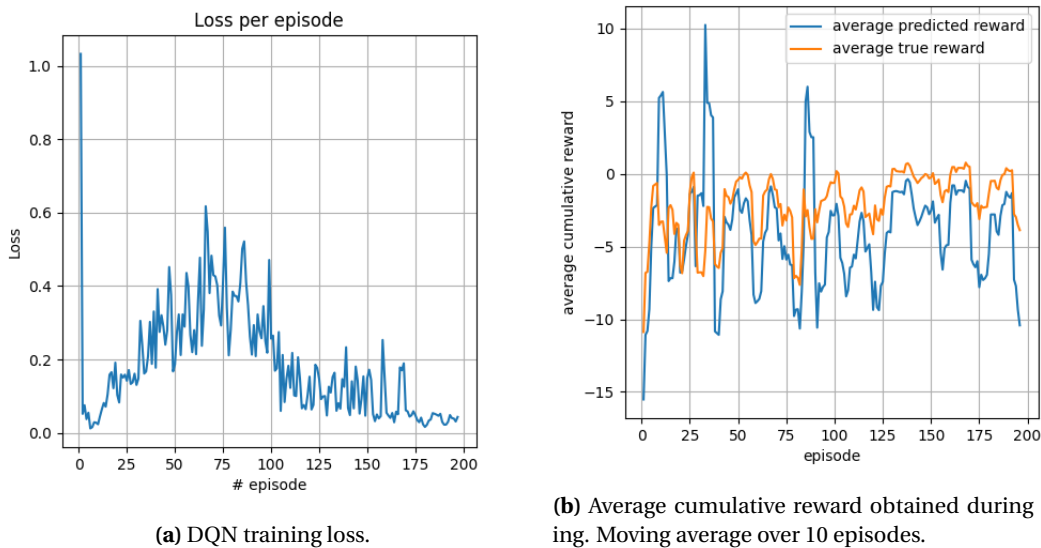 Loss per episode
1.0
0.8
0.6
0.4
0.2
0.0
Loss
0 25 50 75 100 125 150 175 200
# episode
(a) DQN training loss.
average predicted reward
average true reward
10
5
0
−5
−10
−15
average cumulative reward
0 25 50 75 100 125 150 175 200
episode
(b) Average cumulative reward obtained during
ing. Moving average over 10 episodes.